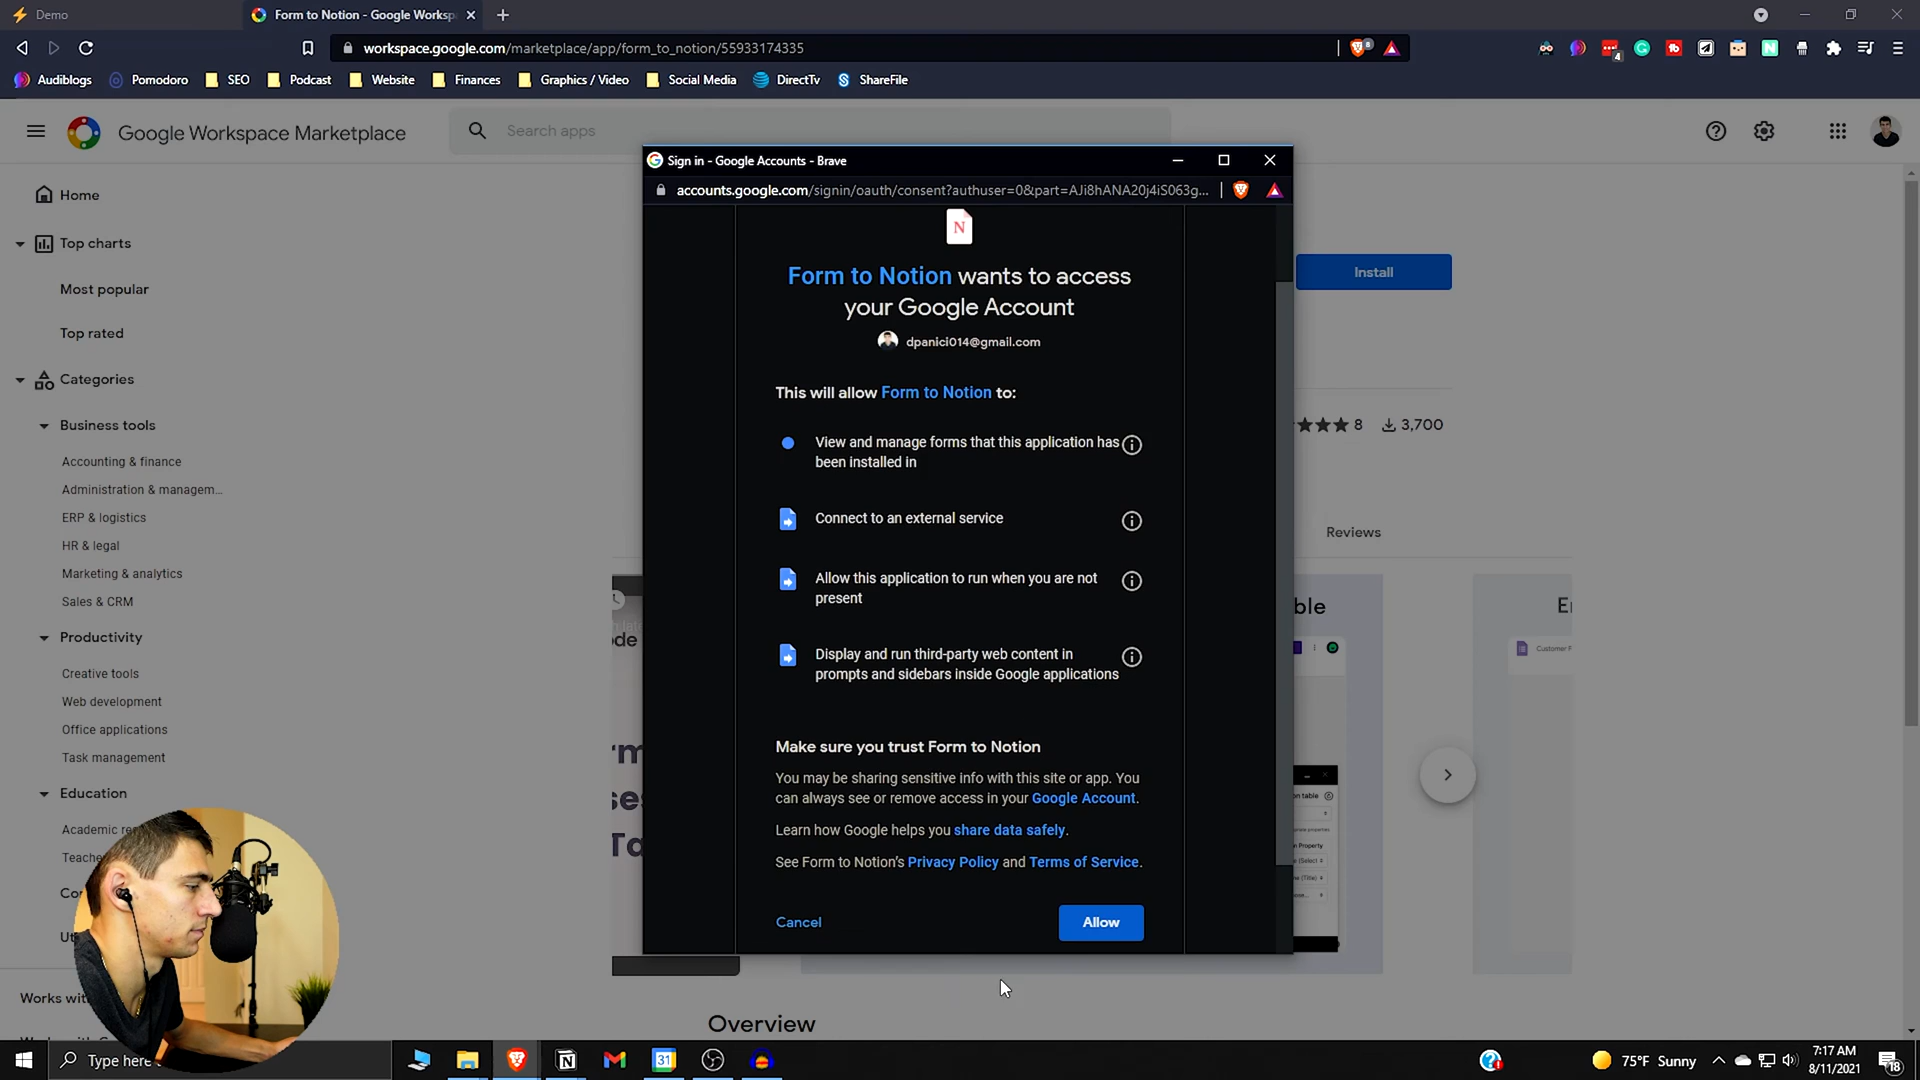 Demo
Form to Notion - Google Worksp
workspace.google.com/marketplace/app/form_to_notion/55933174335
8
4
Audiblogs
Pomodoro
SEO
Podcast
Website
Finances
Graphics / Video
Social Media
DirectTv
ShareFile
Google Workspace Marketplace
Search apps
Home
Top charts
Most popular
Top rated
Categories
Business tools
Accounting & finance
Administration & managem...
ERP & logistics
HR & legal
Marketing & analytics
Sales & CRM
Productivity
Creative tools
Web development
Office applications
Task management
Education
Academic re
Teache
Works wit
Install
8
3,700
Reviews
Sign in - Google Accounts - Brave
accounts.google.com/signin/oauth/consent?authuser=0&part=AJi8hANA20j4iS063g...
N
Form to Notion wants to access
your Google Account
dpanici014@gmail.com
This will allow Form to Notion to:
View and manage forms that this application has
been installed in
Connect to an external service
Allow this application to run when you are not
present
Display and run third-party web content in
prompts and sidebars inside Google applications
Make sure you trust Form to Notion
You may be sharing sensitive info with this site or app. You
can always see or remove access in your Google Account.
Learn how Google helps you share data safely.
See Form to Notion's Privacy Policy and Terms of Service.
Cancel
Allow
Overview
Type here
31
75°F Sunny
7:17 AM
8/11/2021
18